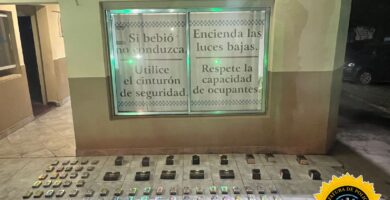 Si bebió
no conduzca.
Utilice
el cinturón
de seguridad.
Encienda las
luces bajas.
Respete la
capacidad
de ocupantes.